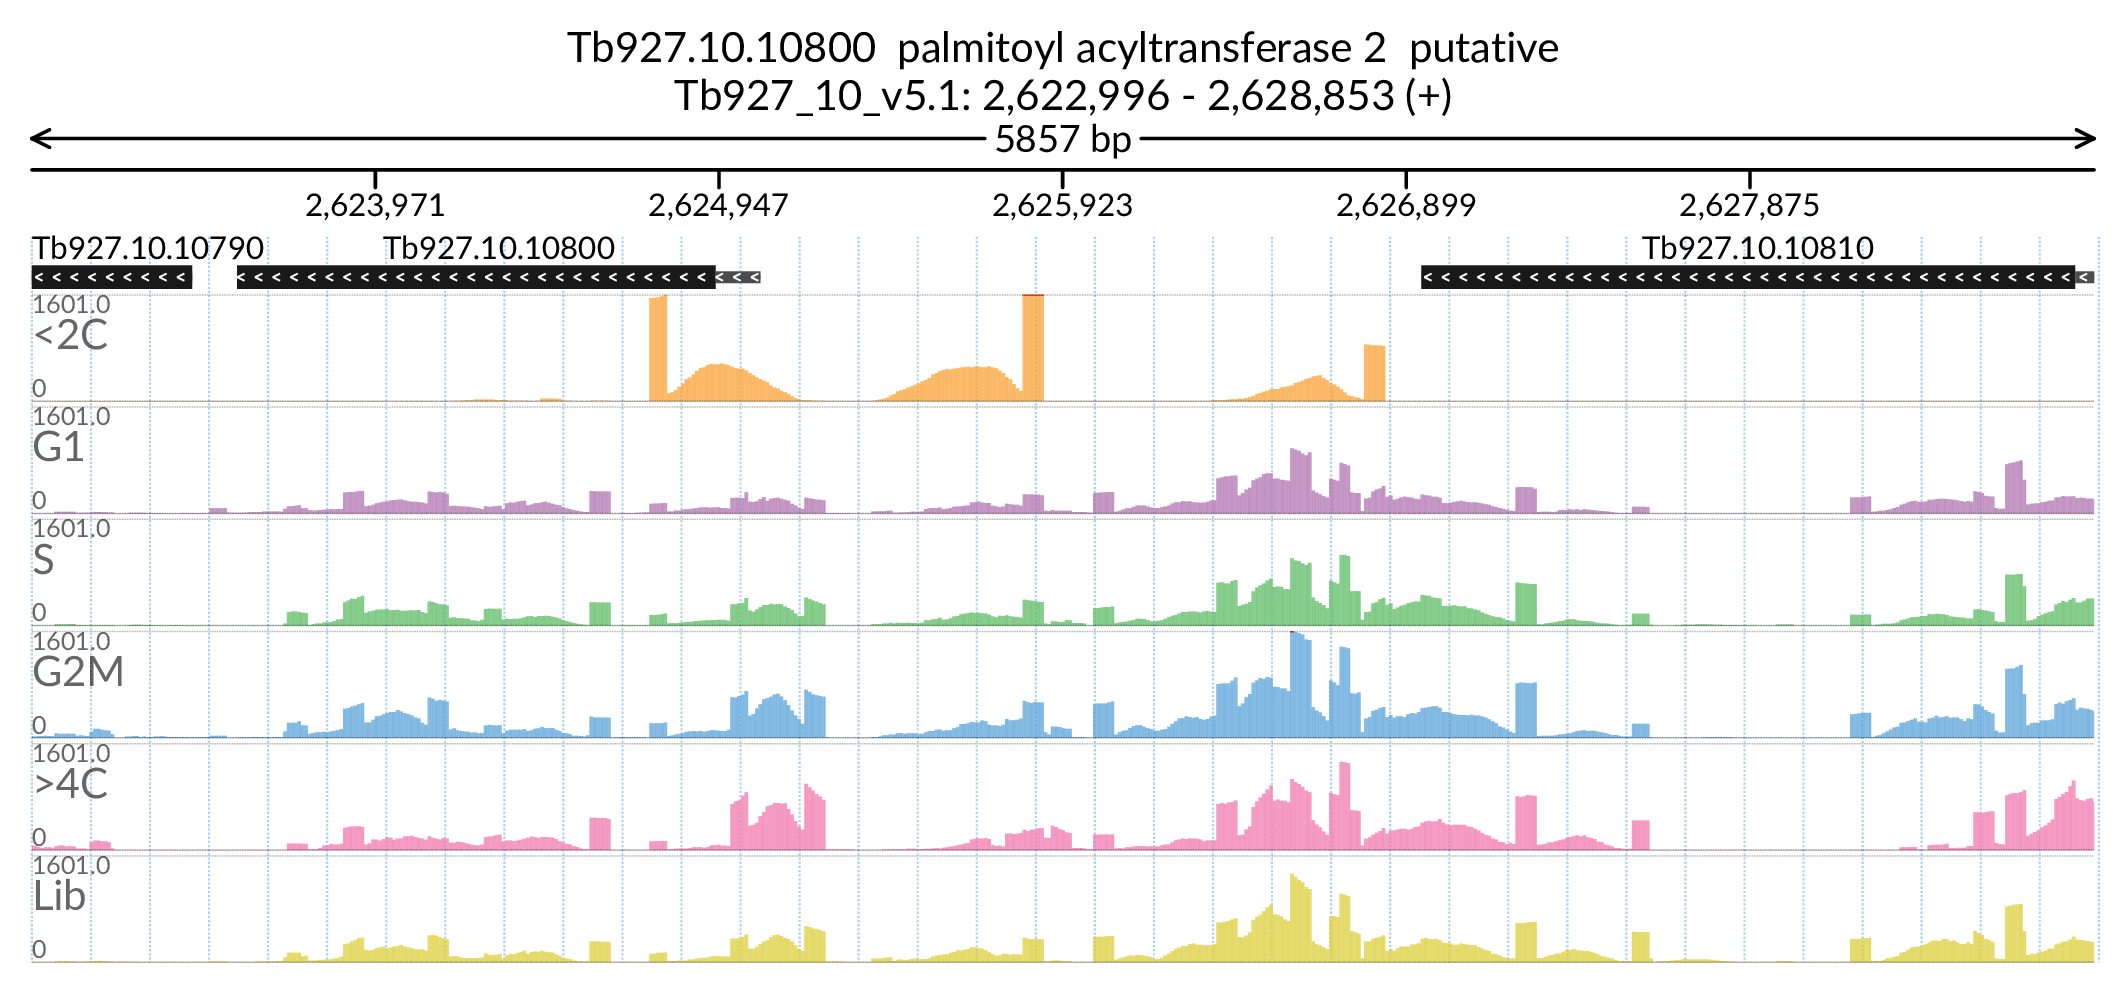 Tb927.10.10800 palmitoyl acyltransferase 2 putative
Tb927_10_v5.1: 2,622,996 - 2,628,853 (+)
5857 bp
2,623,971 2,624,947 2,625,923 2,626,899 2,627,875
Tb927.10.10790 Tb927.10.10800 Tb927.10.10810
1601.0
<2C
0
1601.0
G1
0
1601.0
S
0
1601.0
G2M
0
1601.0
>4C
0
1601.0
Lib
0